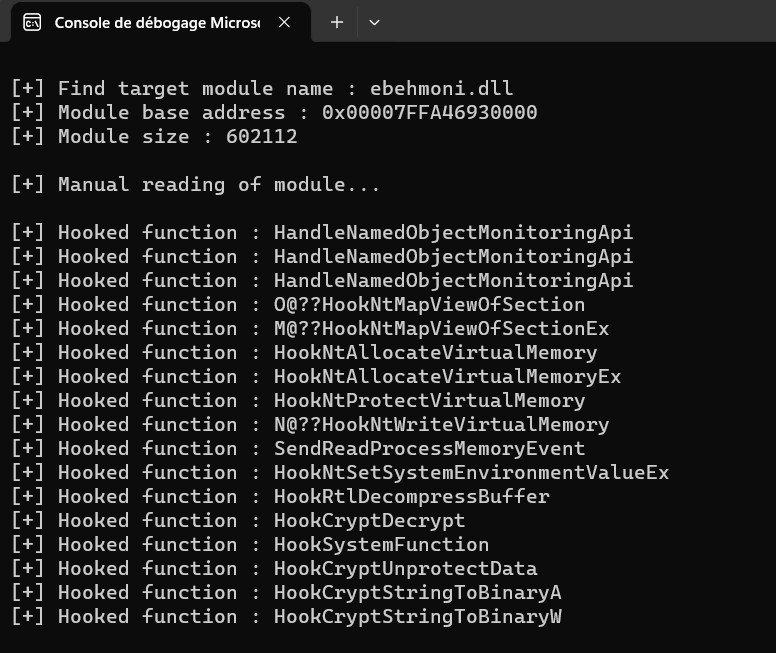 Console de débogage Microso
[+] Find target module name : ebehmoni.dll
[+] Module base address : 0x00007FFA46930000
[+] Module size : 602112
[+] Manual reading of module...
[+] Hooked function : HandleNamedObjectMonitoringApi
[+] Hooked function : HandleNamedObjectMonitoringApi
[+] Hooked function : HandleNamedObjectMonitoringApi
[+] Hooked function : O@??HookNtMapViewOfSection
[+] Hooked function : M@??HookNtMapViewOfSectionEx
[+] Hooked function : HookNtAllocateVirtualMemory
[+] Hooked function : HookNtAllocateVirtualMemoryEx
[+] Hooked function : HookNtProtectVirtualMemory
[+] Hooked function : N@??HookNtWriteVirtualMemory
[+] Hooked function : SendReadProcessMemoryEvent
[+] Hooked function : HookNtSetSystemEnvironmentValueEx
[+] Hooked function : HookRtlDecompressBuffer
[+] Hooked function : HookCryptDecrypt
[+] Hooked function : HookSystemFunction
[+] Hooked function : HookCryptUnprotectData
[+] Hooked function : HookCryptStringToBinaryA
[+] Hooked function : HookCryptStringToBinaryW